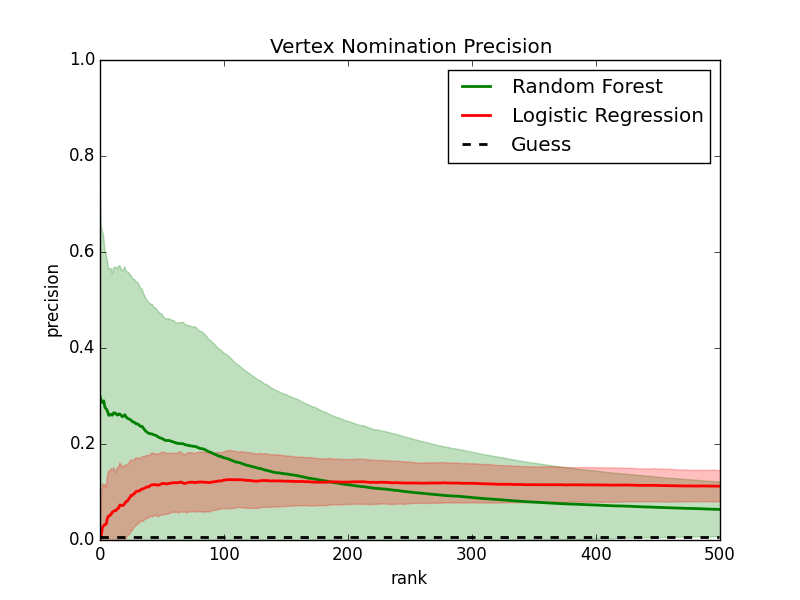 Vertex Nomination Precision
1.0
0.8
0.6
0.4
0.2
0.0
precision
Random Forest
Logistic Regression
Guess
0 100 200 300 400 500
rank